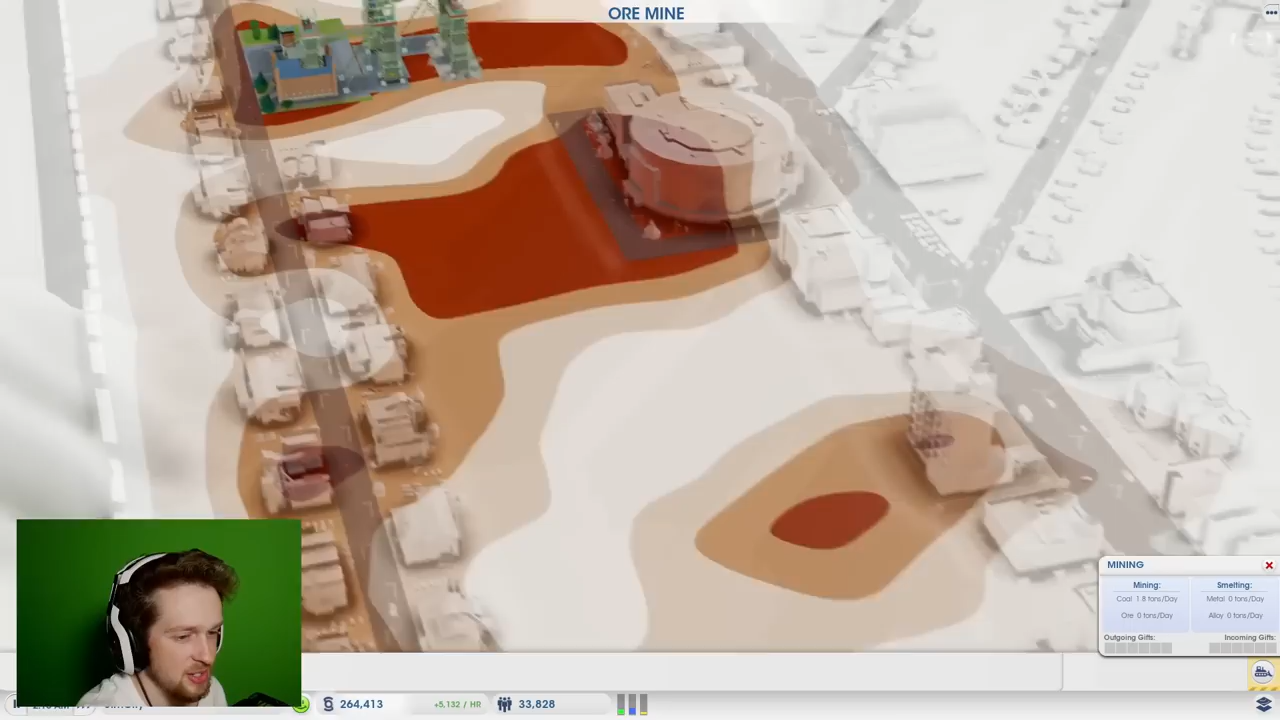 ORE MINE
MINING
Mining:
Smelting:
Coal 1.8 tons/Day
Metal 0 tons/Day
Ore 0 tons/Day
Alloy 0 tons/Day
Outgoing Gifts:
Incoming Gifts:
264,413
+5,132 / HR
33,828